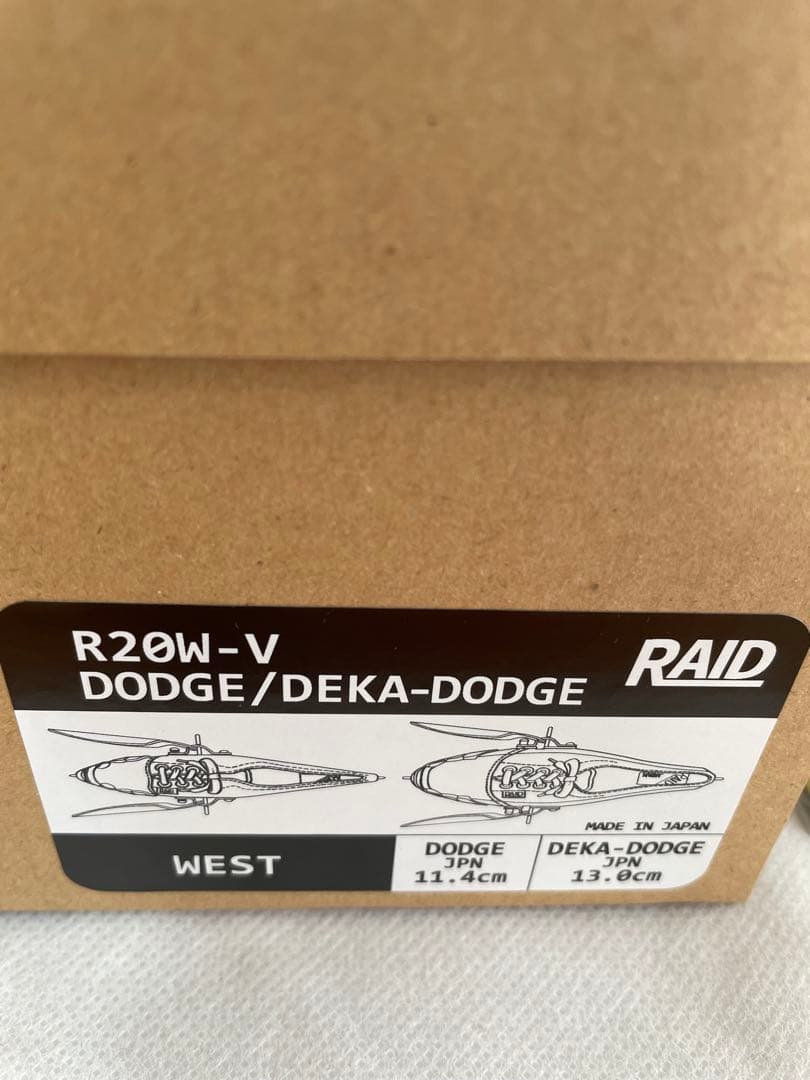 R20W-V
DODGE/DEKA-DODGE
RAID
MADE IN JAPAN
WEST
DODGE
JPN
11.4cm
DEKA-DODGE
JPN
13.0cm